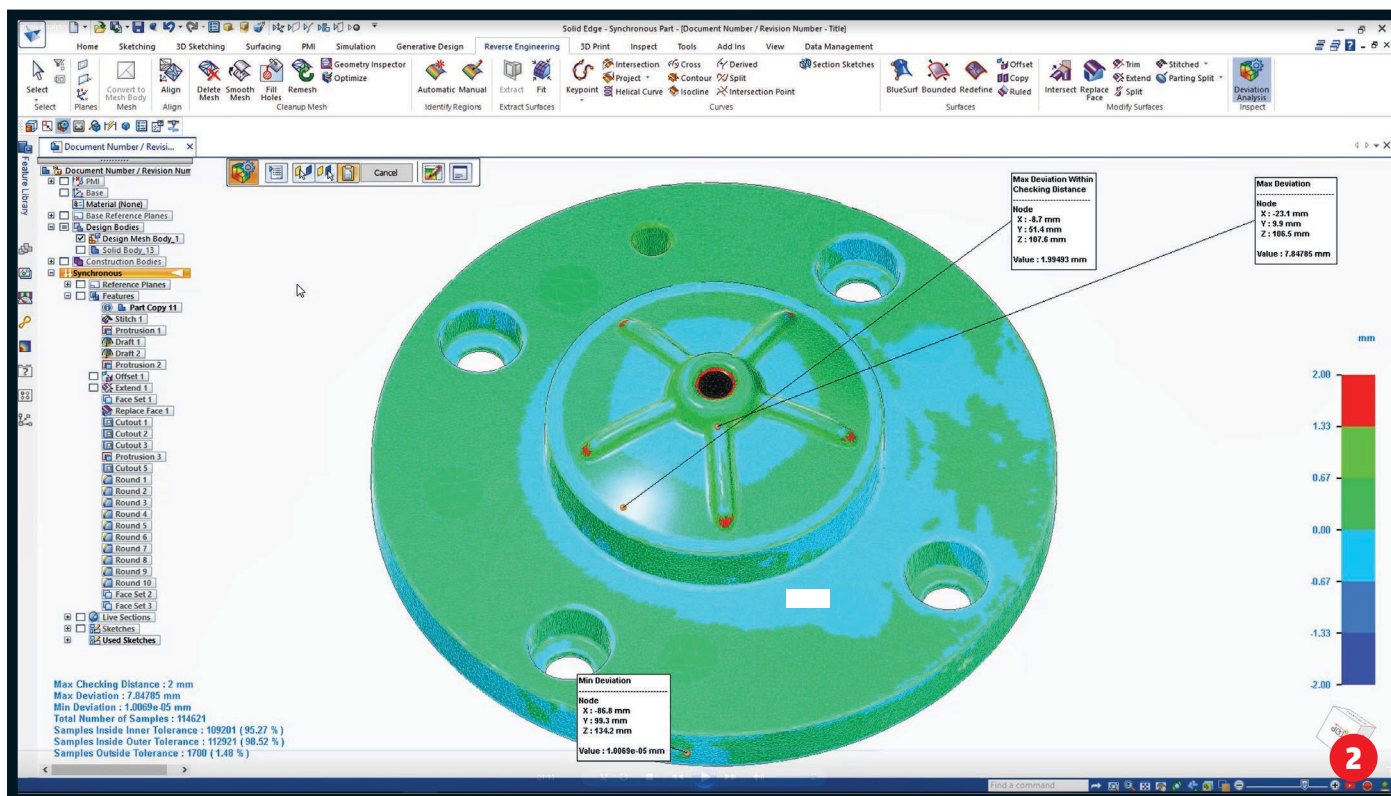 Solid Edge - Synchronous Part - [Document Number / Revision Number - Title]
Home Sketching 3D Sketching Surfacing PMI Simulation Generative Design Reverse Engineering 3D Print Inspect Tools Add Ins View Data Management
Select
Select
Planes
Convert to Mesh Body
Mesh
Align
Align
Delete Mesh
Smooth Mesh
Fill Holes
Remesh
Geometry Inspector
Optimize
Cleanup Mesh
Automatic Manual
Identify Regions
Extract Fit
Extract Surfaces
Keypoint
Intersection
Project
Helical Curve
Cross
Contour
Isocline
Derived
Split
Intersection Point
Curves
Section Sketches
BlueSurf Bounded Redefine
Offset
Copy
Ruled
Surfaces
Intersect
Replace Face
Trim
Extend
Split
Stitched
Parting Split
Modify Surfaces
Deviation Analysis
Inspect
Document Number / Revisi...
Feature Library
Document Number / Revision Num
PMI
Base
Material (None)
Base Reference Planes
Design Bodies
Design Mesh Body_1
Solid Body_13
Construction Bodies
Synchronous
Reference Planes
Features
Part Copy 11
Stitch 1
Protrusion 1
Draft 1
Draft 2
Protrusion 2
Offset 1
Extend 1
Face Set 1
Replace Face 1
Cutout 1
Cutout 2
Cutout 3
Protrusion 3
Cutout 5
Round 1
Round 2
Round 3
Round 4
Round 5
Round 6
Round 7
Round 8
Round 9
Round 10
Face Set 2
Face Set 3
Live Sections
Sketches
Used Sketches
Cancel
Max Deviation Within
Checking Distance
Node
X : -8.7 mm
Y : 51.4 mm
Z : 107.6 mm
Value : 1.99493 mm
Max Deviation
Node
X : -23.1 mm
Y : 9.9 mm
Z : 106.5 mm
Value : 7.84785 mm
mm
2.00
1.33
0.67
0.00
-0.67
-1.33
-2.00
Min Deviation
Node
X : -86.8 mm
Y : 99.3 mm
Z : 134.2 mm
Value : 1.0069e-05 mm
Max Checking Distance : 2 mm
Max Deviation : 7.84785 mm
Min Deviation : 1.0069e-05 mm
Total Number of Samples : 114621
Samples Inside Inner Tolerance : 109201 ( 95.27 % )
Samples Inside Outer Tolerance : 112921 ( 98.52 % )
Samples Outside Tolerance : 1700 ( 1.48 % )
Find a command
2